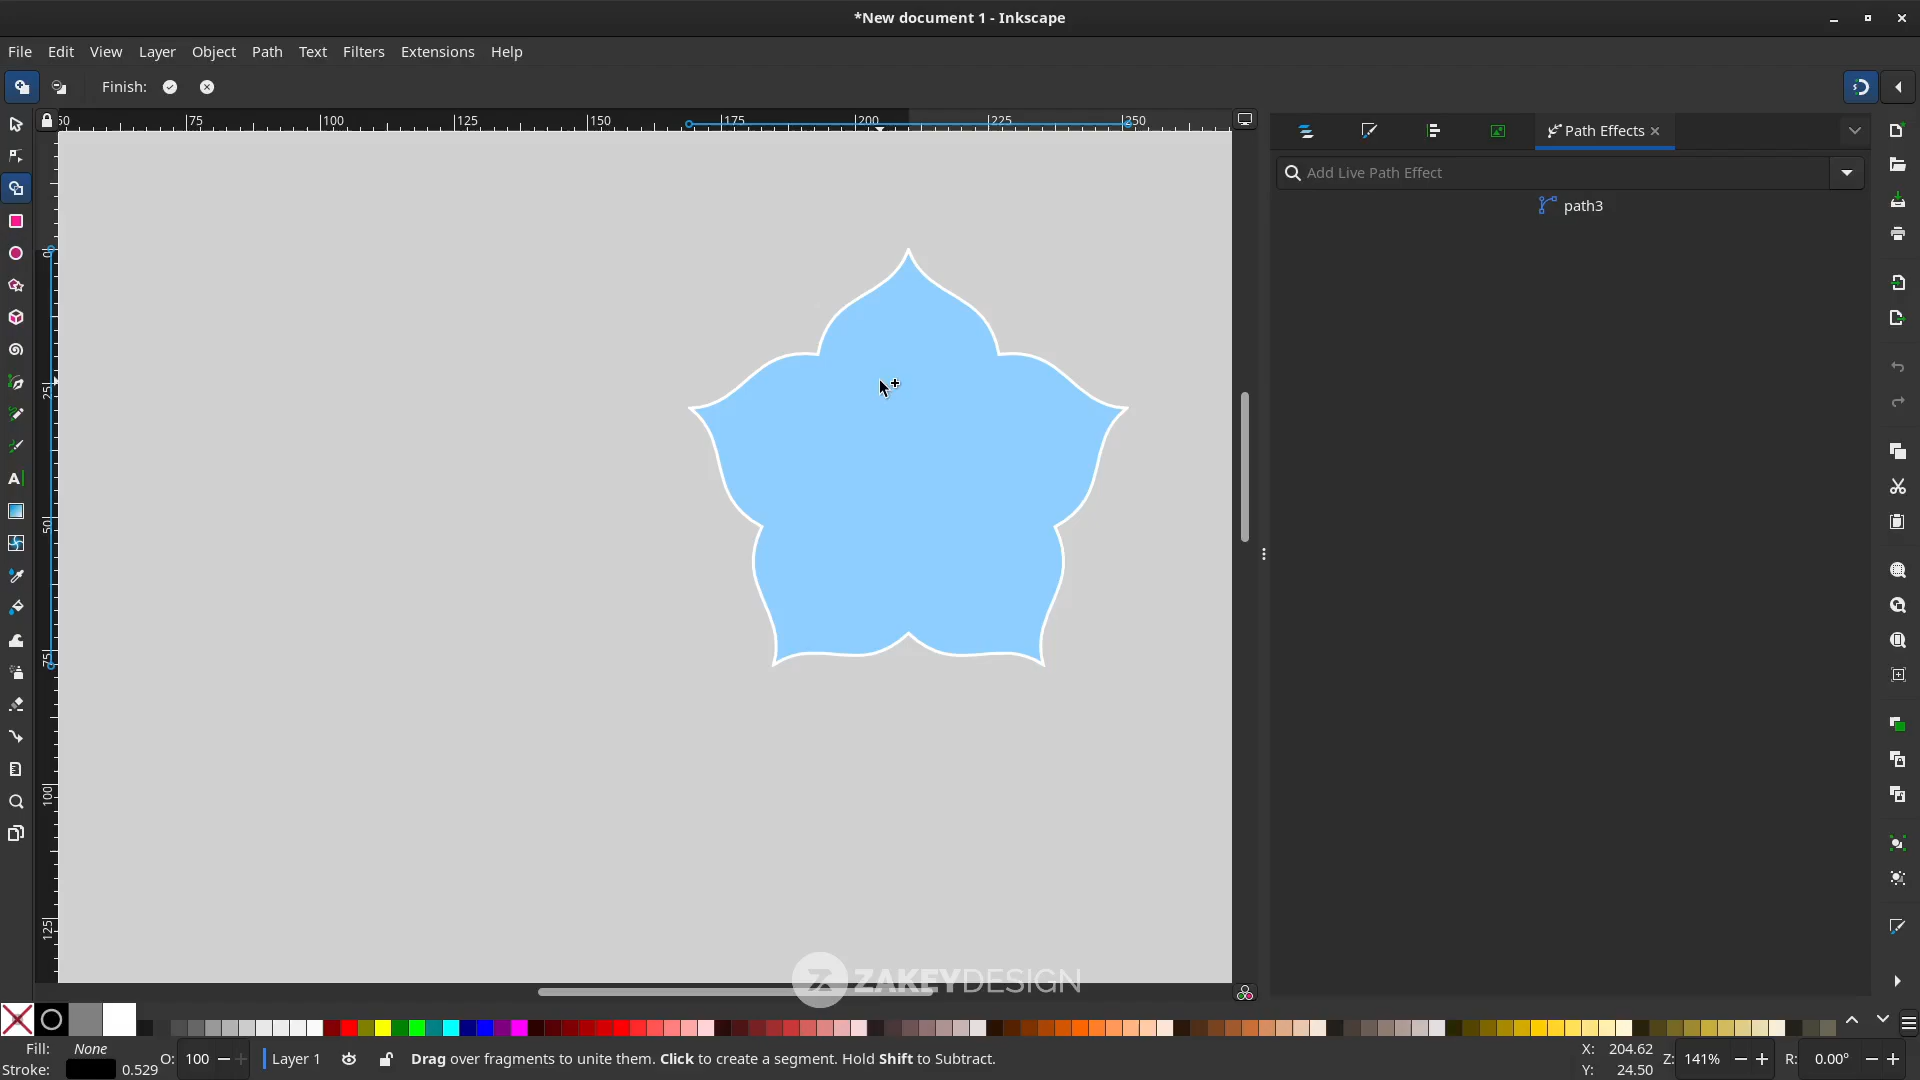 *New document 1 - Inkscape
File Edit View Layer Object Path Text Filters Extensions Help
Finish:
50 75 100 125 150 175 200 225 250
Path Effects
Add Live Path Effect
path3
0
25
50
75
100
125
ZAKEYDESIGN
Fill: None
Stroke: 0.529
O: 100
Layer 1
Drag over fragments to unite them. Click to create a segment. Hold Shift to Subtract.
X: 204.62
Y: 24.50
Z: 141%
R: 0.00°